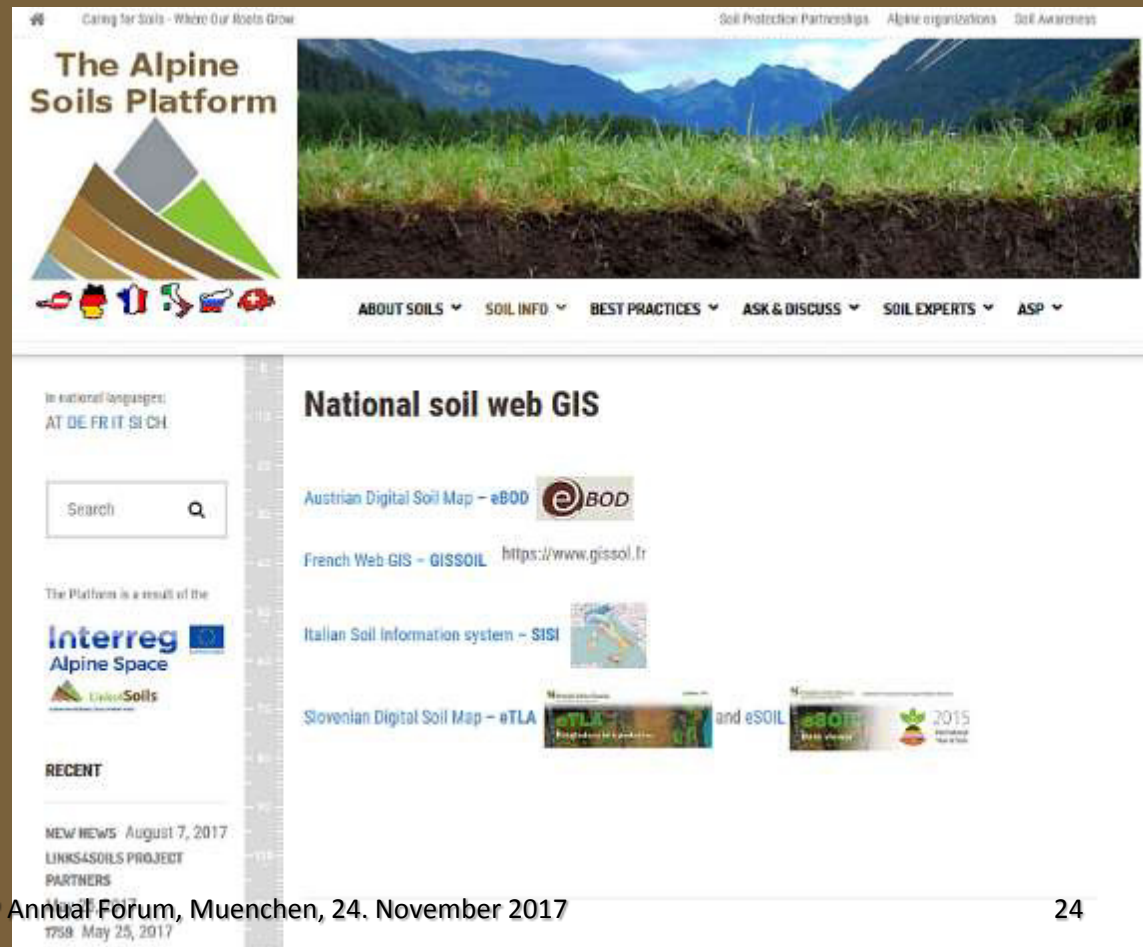 Caring for Soils - Where Our Roots Grow
Soil Protection Partnerships Alpine organizations Soil Awareness
The Alpine
Soils Platform
ABOUT SOILS SOIL INFO BEST PRACTICES ASK & DISCUSS SOIL EXPERTS ASP
In national languages:
AT DE FR IT SI CH
Search
The Platform is a result of the
Interreg
Alpine Space
Links4Soils
RECENT
NEW NEWS August 7, 2017
LINKS4SOILS PROJECT
PARTNERS
1759 May 25, 2017
National soil web GIS
Austrian Digital Soil Map – eBOD eBOD
French Web GIS – GISSOIL https://www.gissol.fr
Italian Soil Information system – SISI
Slovenian Digital Soil Map – eTLA eTLA and eSOIL eSOIL 2015
Annual Forum, Muenchen, 24. November 2017
24